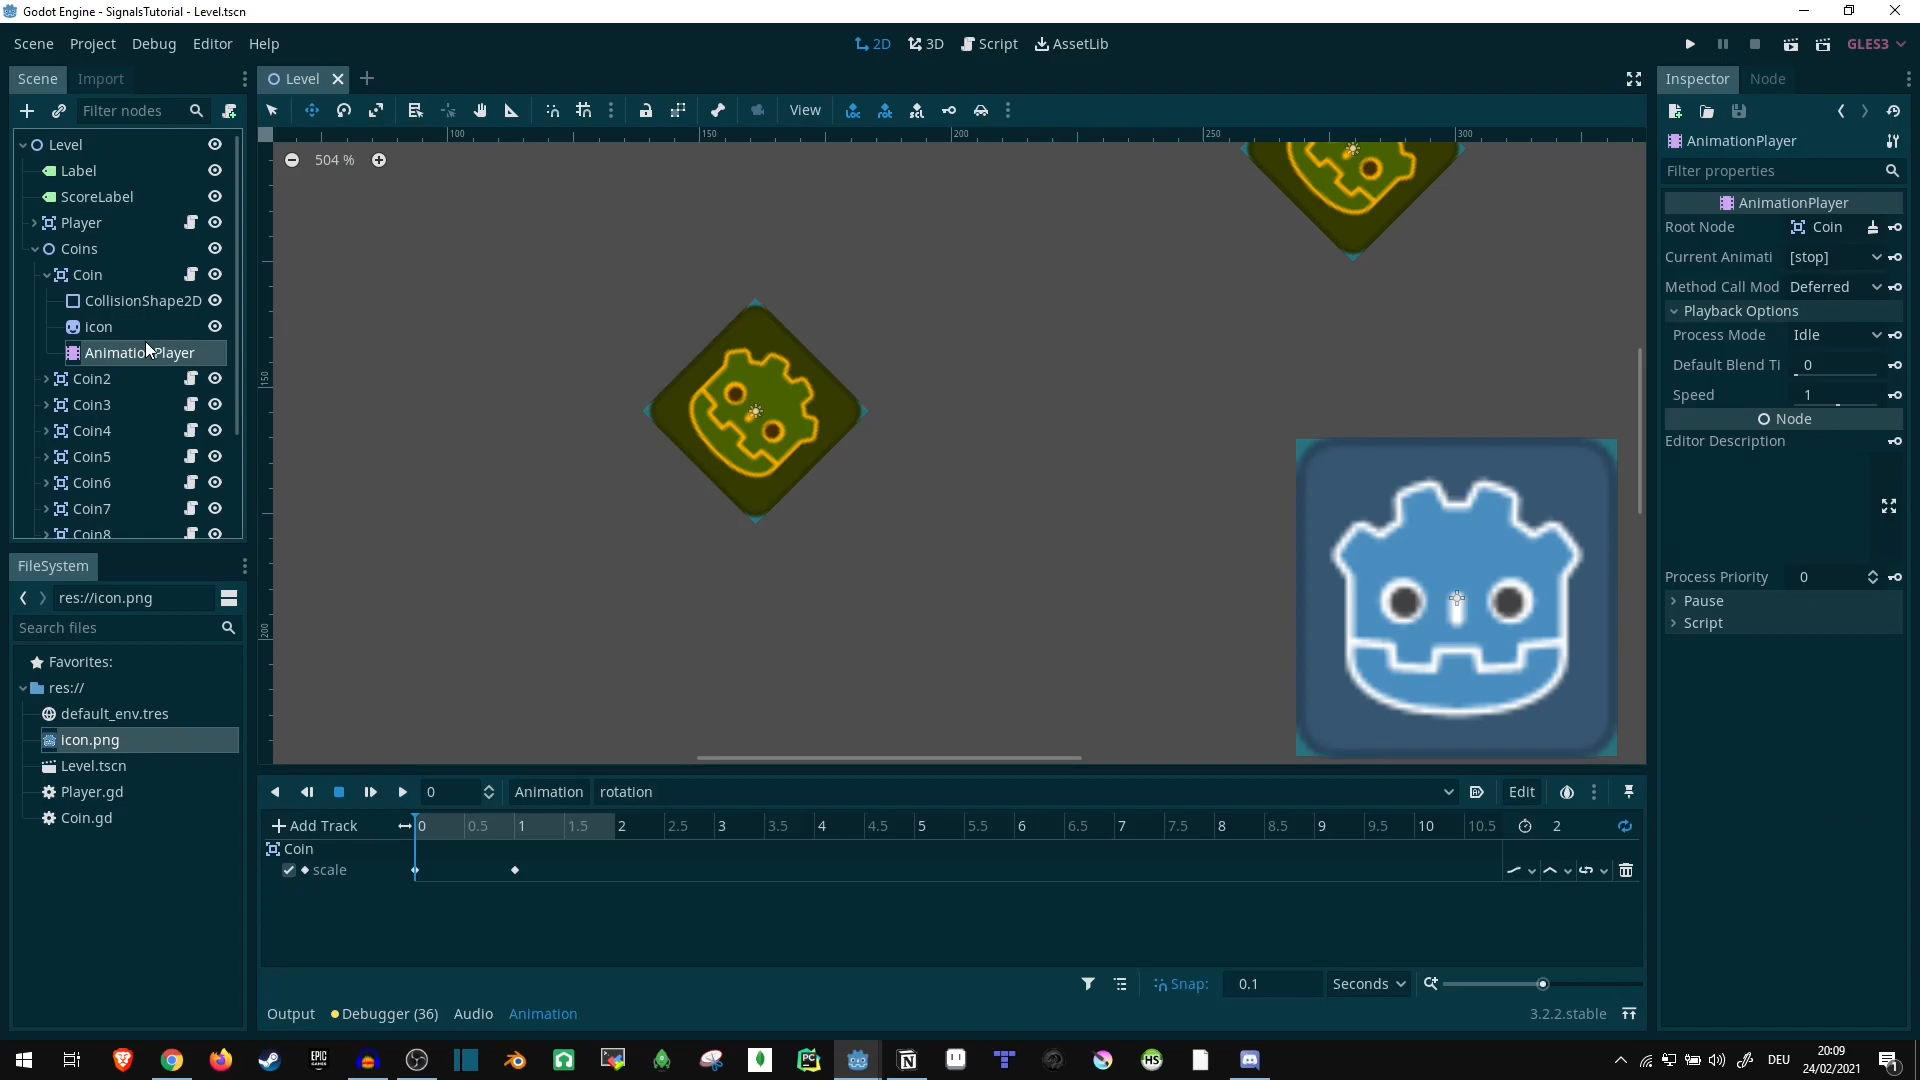 Godot Engine - SignalsTutorial - Level.tscn
Scene Project Debug Editor Help
2D 3D Script AssetLib
GLES3
Scene Import
Level
Inspector Node
Filter nodes
View
Level
Label
ScoreLabel
Player
Coins
Coin
CollisionShape2D
icon
AnimationPlayer
Coin2
Coin3
Coin4
Coin5
Coin6
Coin7
Coin8
100 150 200 250 300
504 %
150
200
AnimationPlayer
Filter properties
AnimationPlayer
Root Node Coin
Current Animati [stop]
Method Call Mod Deferred
Playback Options
Process Mode Idle
Default Blend Ti 0
Speed 1
Node
Editor Description
Process Priority 0
Pause
Script
FileSystem
res://icon.png
Search files
Favorites:
res://
default_env.tres
icon.png
Level.tscn
Player.gd
Coin.gd
0 Animation rotation Edit
Add Track 0 0.5 1 1.5 2 2.5 3 3.5 4 4.5 5 5.5 6 6.5 7 7.5 8 8.5 9 9.5 10 10.5 2
Coin
scale
Snap: 0.1 Seconds
Output Debugger (36) Audio Animation 3.2.2.stable
EPIC GAMES
PC
HS
DEU
20:09
24/02/2021
1